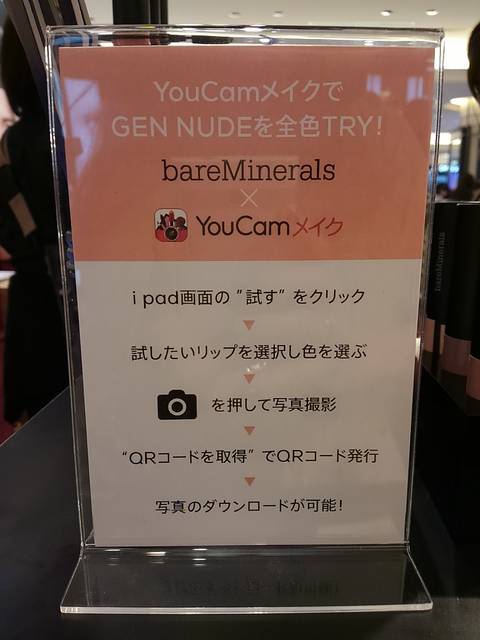 YouCamメイクで
GEN NUDEを全色TRY!
bareMinerals
×
YouCamメイク
i pad画面の "試す" をクリック
▼
試したいリップを選択し色を選ぶ
▼
を押して写真撮影
▼
"QRコードを取得" でQRコード発行
▼
写真のダウンロードが可能!
bareMinerals